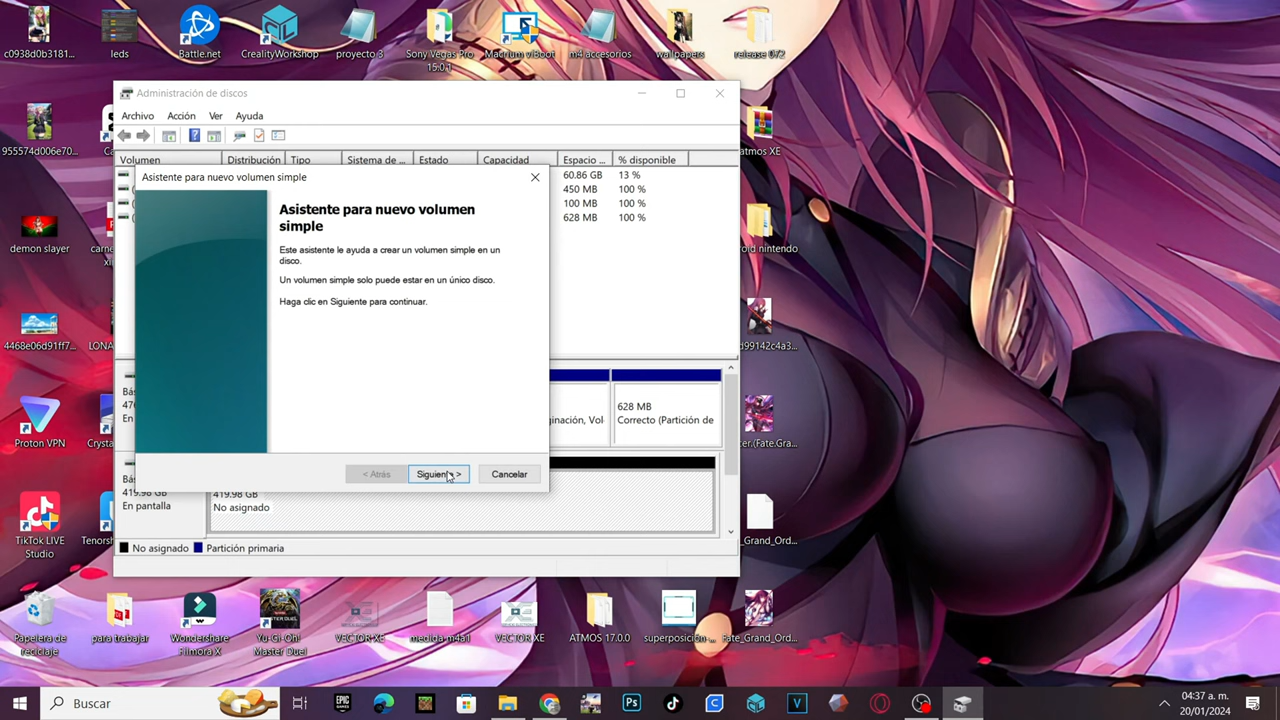 c0938d0b3181...
leds
Battle.net
CrealityWorkshop
proyecto 3
Sony Vegas Pro
15.0.1
Macrium viBoot
m4 accesorios
wallpapers
release 072
Administración de discos
Archivo
Acción
Ver
Ayuda
955574d006e70...
atmos XE
Volumen
Distribución
Tipo
Sistema de ...
Estado
Capacidad
Espacio ...
% disponible
60.86 GB
13 %
450 MB
100 %
100 MB
100 %
628 MB
100 %
Asistente para nuevo volumen simple
Asistente para nuevo volumen
simple
Este asistente le ayuda a crear un volumen simple en un
disco.
Un volumen simple solo puede estar en un único disco.
Haga clic en Siguiente para continuar.
demon slayer
4468e06d91ff7...
d99142c4a3...
628 MB
Correcto (Partición de
Proton VPN
< Atrás
Siguiente >
Cancelar
419.98 GB
En pantalla
419.98 GB
No asignado
TikTok LIVE
Studio
No asignado
Partición primaria
Papelera de
reciclaje
para trabajar
Wondershare
Filmora X
Yu-Gi-Oh!
Master Duel
VECTOR XE
medida-m4a1
VECTOR XE
ATMOS 17.0.0
superposición-...
Fate_Grand_Ord...
Buscar
04:37 a. m.
20/01/2024